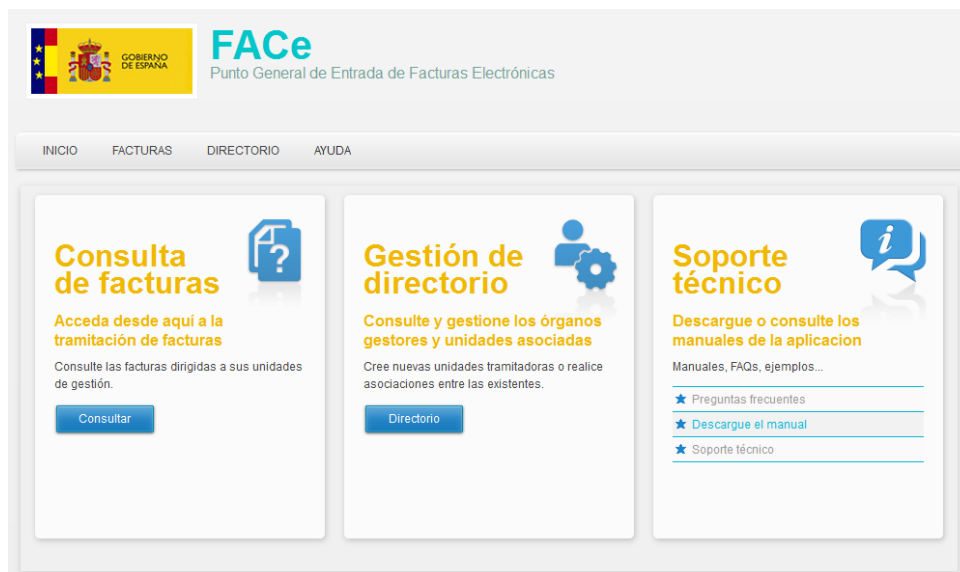 GOBIERNO
DE ESPAÑA
FACe
Punto General de Entrada de Facturas Electrónicas
INICIO FACTURAS DIRECTORIO AYUDA
Consulta
de facturas
Acceda desde aqui a la
tramitación de facturas
Consulte las facturas dirigidas a sus unidades
de gestión.
Consultar
Gestión de
directorio
Consulte y gestione los órganos
gestores y unidades asociadas
Cree nuevas unidades tramitadoras o realice
asociaciones entre las existentes.
Directorio
Soporte
técnico
Descargue o consulte los
manuales de la aplicacion
Manuales, FAQs, ejemplos...
Preguntas frecuentes
Descargue el manual
Soporte técnico